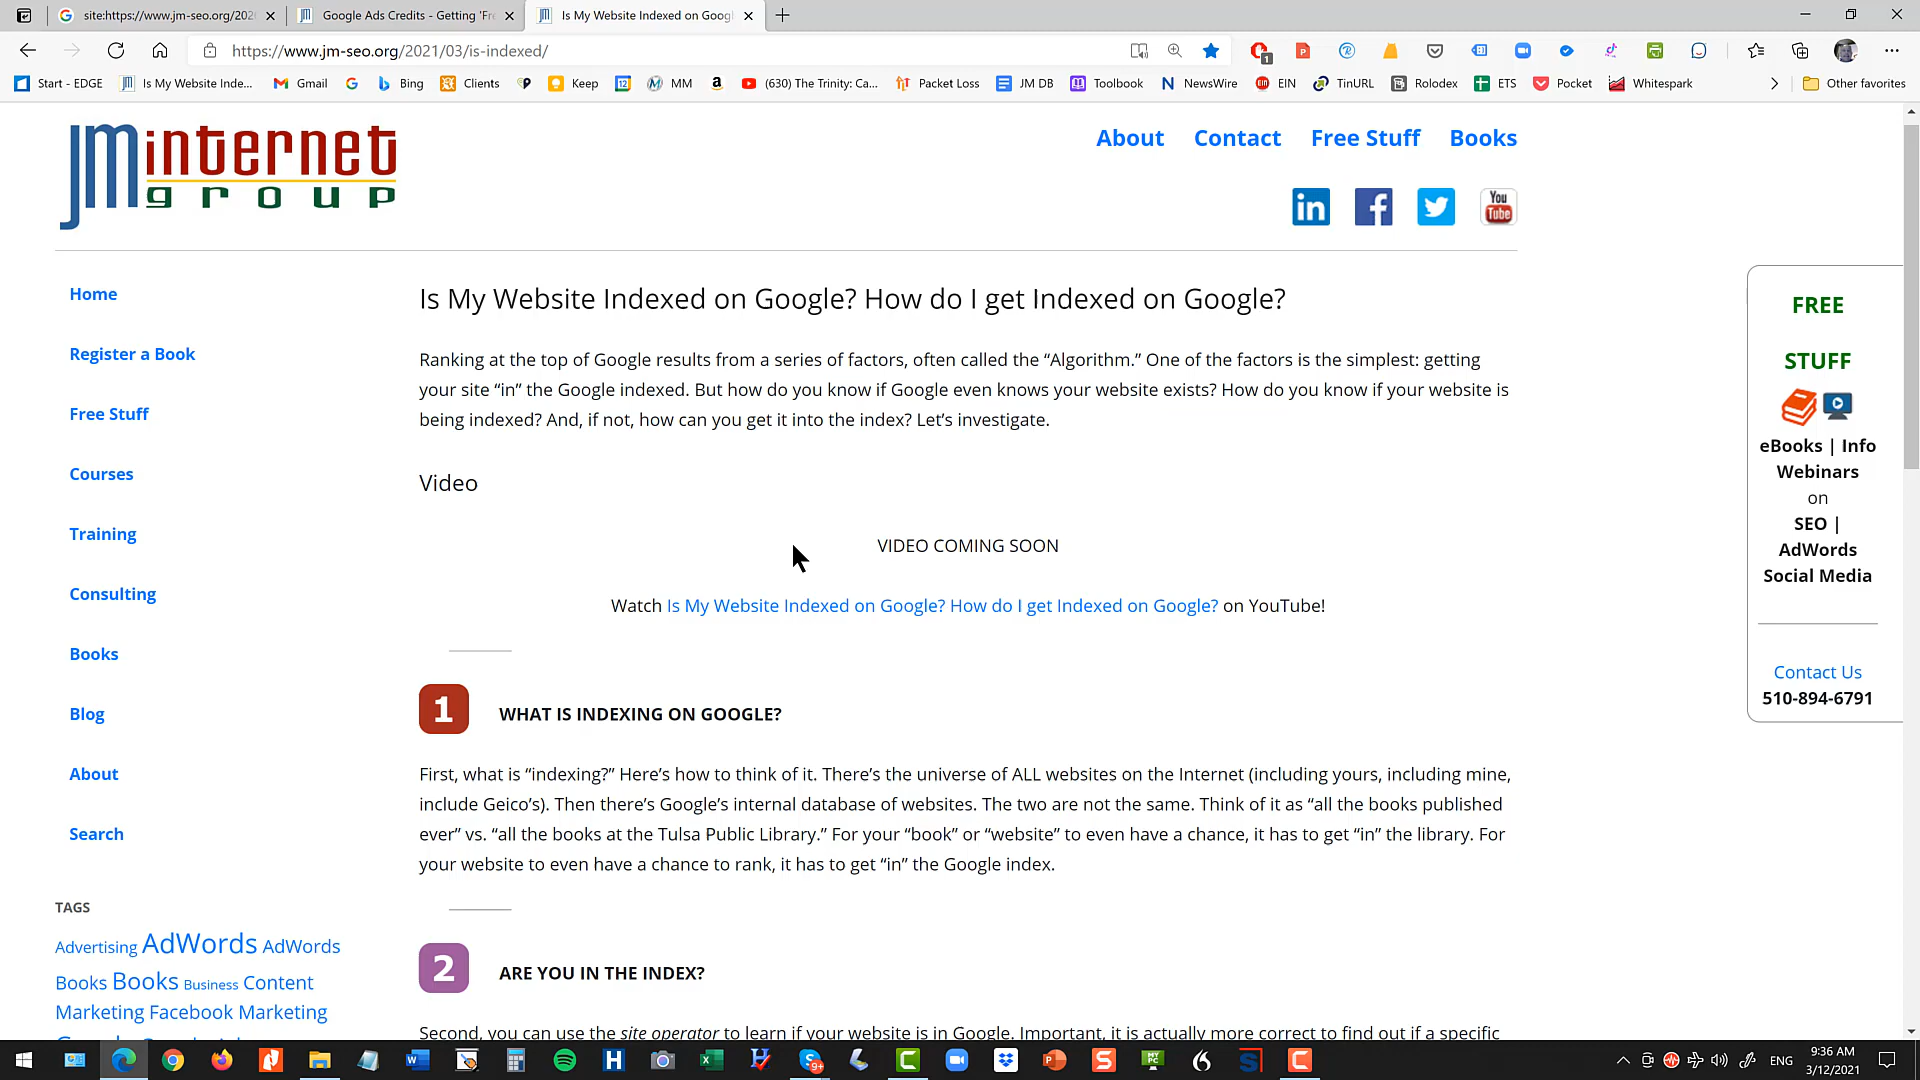 site:https://www.jm-seo.org/202
Google Ads Credits - Getting 'Fr
Is My Website Indexed on Goog
https://www.jm-seo.org/2021/03/is-indexed/
Start - EDGE
Is My Website Inde...
Gmail
Bing
Clients
Keep
MM
(630) The Trinity: Ca...
Packet Loss
JM DB
Toolbook
NewsWire
EIN
TinURL
Rolodex
ETS
Pocket
Whitespark
Other favorites
JM internet
group
About
Contact
Free Stuff
Books
You
Tube
Home
Register a Book
Free Stuff
Courses
Training
Consulting
Books
Blog
About
Search
TAGS
Advertising AdWords AdWords
Books Books Business Content
Marketing Facebook Marketing
Is My Website Indexed on Google? How do I get Indexed on Google?
Ranking at the top of Google results from a series of factors, often called the “Algorithm.” One of the factors is the simplest: getting
your site “in” the Google indexed. But how do you know if Google even knows your website exists? How do you know if your website is
being indexed? And, if not, how can you get it into the index? Let’s investigate.
Video
VIDEO COMING SOON
Watch Is My Website Indexed on Google? How do I get Indexed on Google? on YouTube!
1
WHAT IS INDEXING ON GOOGLE?
First, what is “indexing?” Here’s how to think of it. There’s the universe of ALL websites on the Internet (including yours, including mine,
include Geico’s). Then there’s Google’s internal database of websites. The two are not the same. Think of it as “all the books published
ever” vs. “all the books at the Tulsa Public Library.” For your “book” or “website” to even have a chance, it has to get “in” the library. For
your website to even have a chance to rank, it has to get “in” the Google index.
2
ARE YOU IN THE INDEX?
Second, you can use the site operator to learn if your website is in Google. Important, it is actually more correct to find out if a specific
FREE
STUFF
eBooks | Info
Webinars
on
SEO |
AdWords
Social Media
Contact Us
510-894-6791
ENG
9:36 AM
3/12/2021